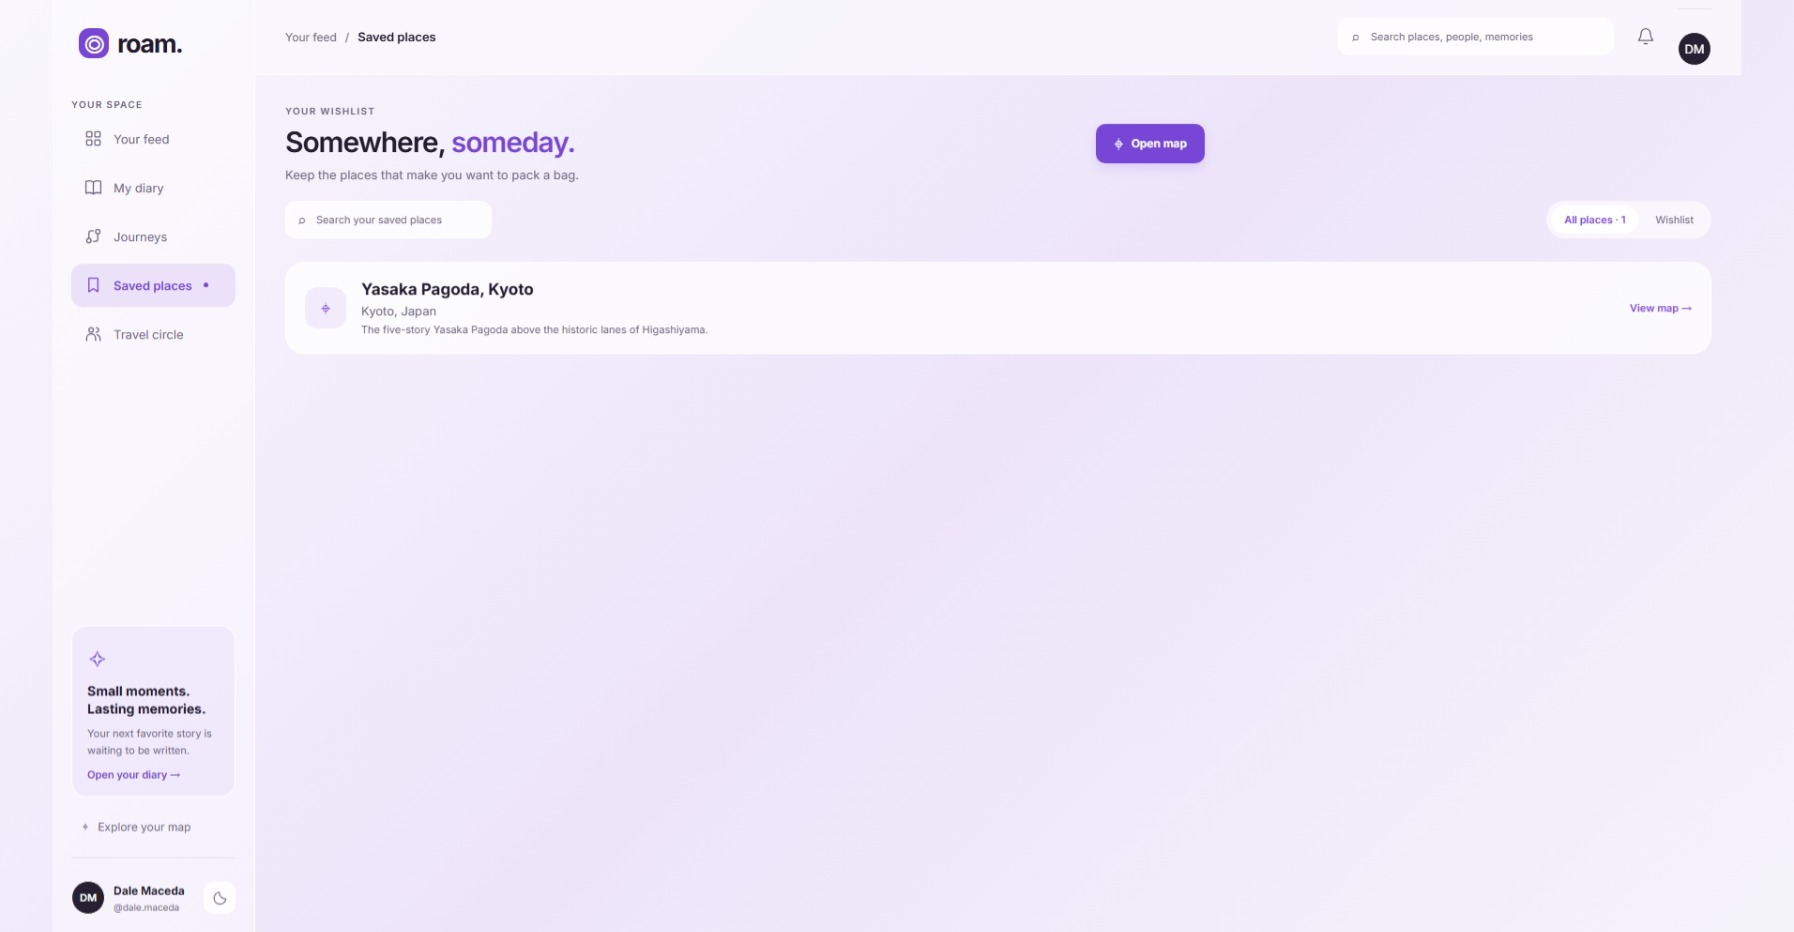 roam.
YOUR SPACE
Your feed
My diary
Journeys
Saved places
Travel circle
Small moments.
Lasting memories.
Your next favorite story is
waiting to be written.
Open your diary →
Explore your map
DM
Dale Maceda
@dale.maceda
Your feed / Saved places
Search places, people, memories
DM
YOUR WISHLIST
Somewhere, someday.
Keep the places that make you want to pack a bag.
Open map
Search your saved places
All places · 1
Wishlist
Yasaka Pagoda, Kyoto
Kyoto, Japan
The five-story Yasaka Pagoda above the historic lanes of Higashiyama.
View map →